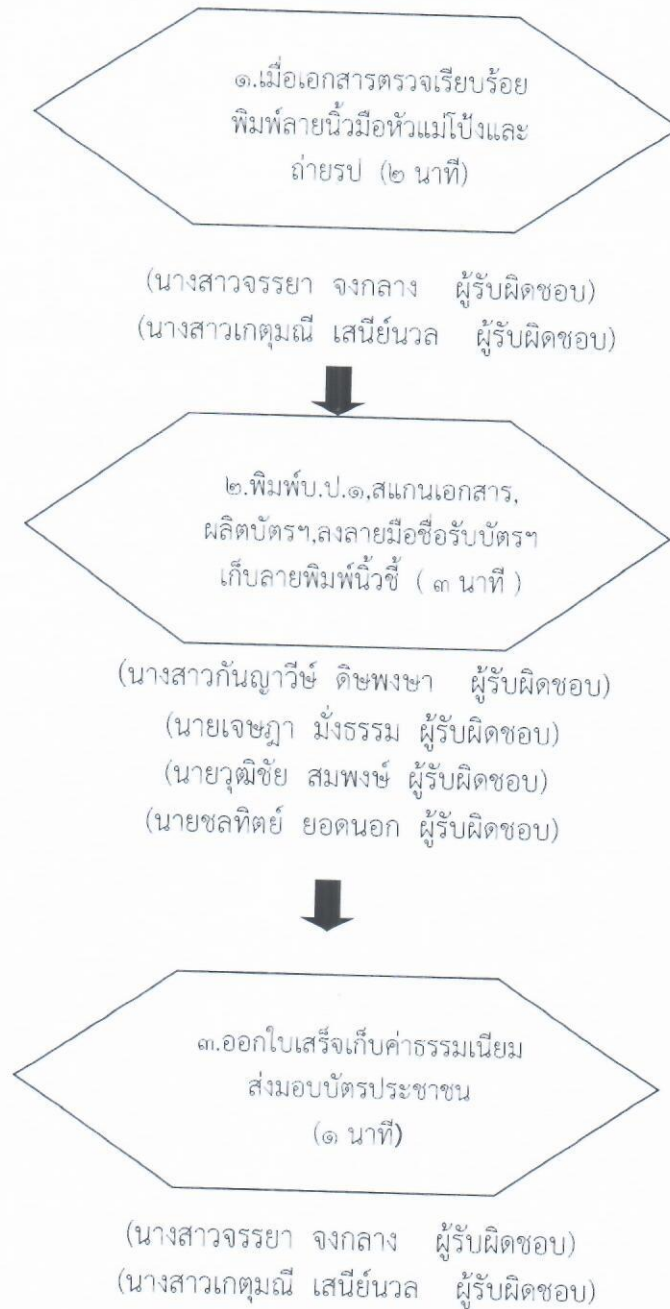 ๑.เมื่อเอกสารตรวจเรียบร้อย
พิมพ์ลายนิ้วมือหัวแม่โป้งและ
ถ่ายรูป (๒ นาที)
(นางสาวจรรยา จงกลาง ผู้รับผิดชอบ)
(นางสาวเกตุมณี เสนีย์นวล ผู้รับผิดชอบ)
๒.พิมพ์บ.ป.๑,สแกนเอกสาร,
ผลิตบัตรฯ,ลงลายมือชื่อรับบัตรฯ
เก็บลายพิมพ์นิ้วชี้ ( ๓ นาที )
(นางสาวกันญาวีษ์ ดิษพงษา ผู้รับผิดชอบ)
(นายเจษฎา มั่งธรรม ผู้รับผิดชอบ)
(นายวุฒิชัย สมพงษ์ ผู้รับผิดชอบ)
(นายชลทิตย์ ยอดนอก ผู้รับผิดชอบ)
๓.ออกใบเสร็จเก็บค่าธรรมเนียม
ส่งมอบบัตรประชาชน
(๑ นาที)
(นางสาวจรรยา จงกลาง ผู้รับผิดชอบ)
(นางสาวเกตุมณี เสนีย์นวล ผู้รับผิดชอบ)